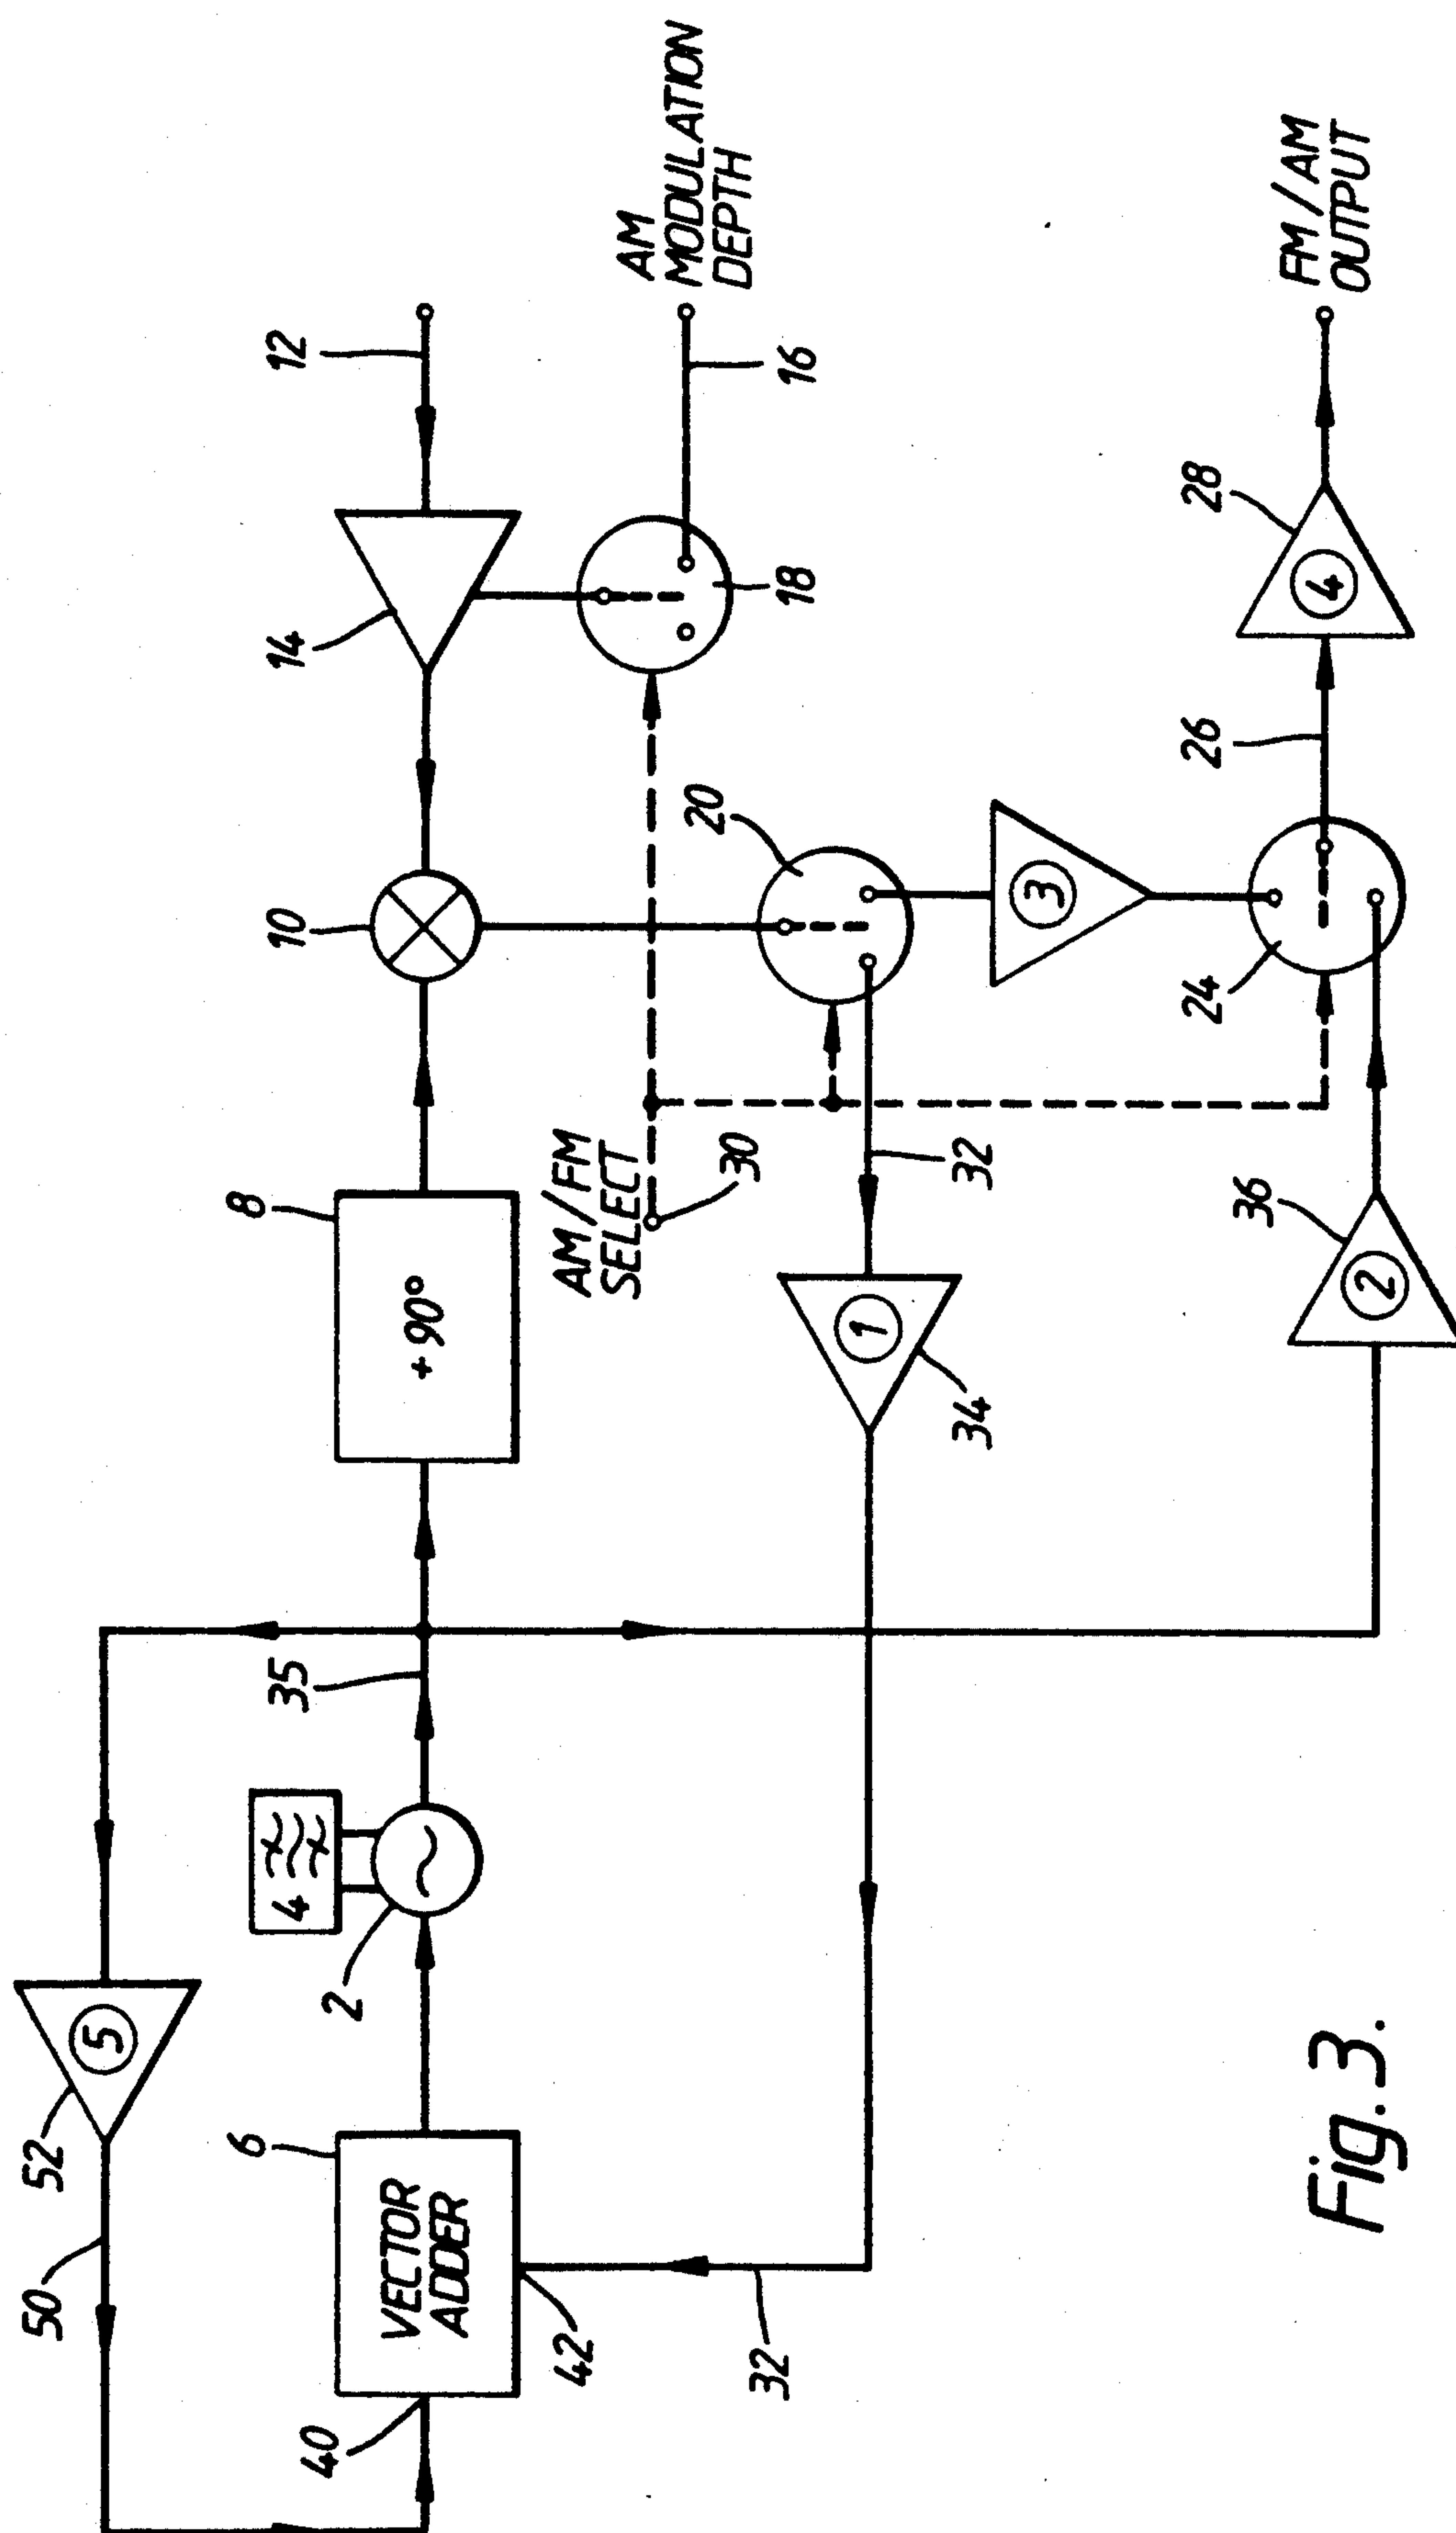 50
52
5
40
VECTOR
ADDER
6
42
32
2
4
35
8
+90°
10
14
12
AM/FM
SELECT
30
18
16
AM
MODULATION
DEPTH
20
32
1
34
3
36
2
24
26
28
4
FM/AM
OUTPUT
Fig. 3.